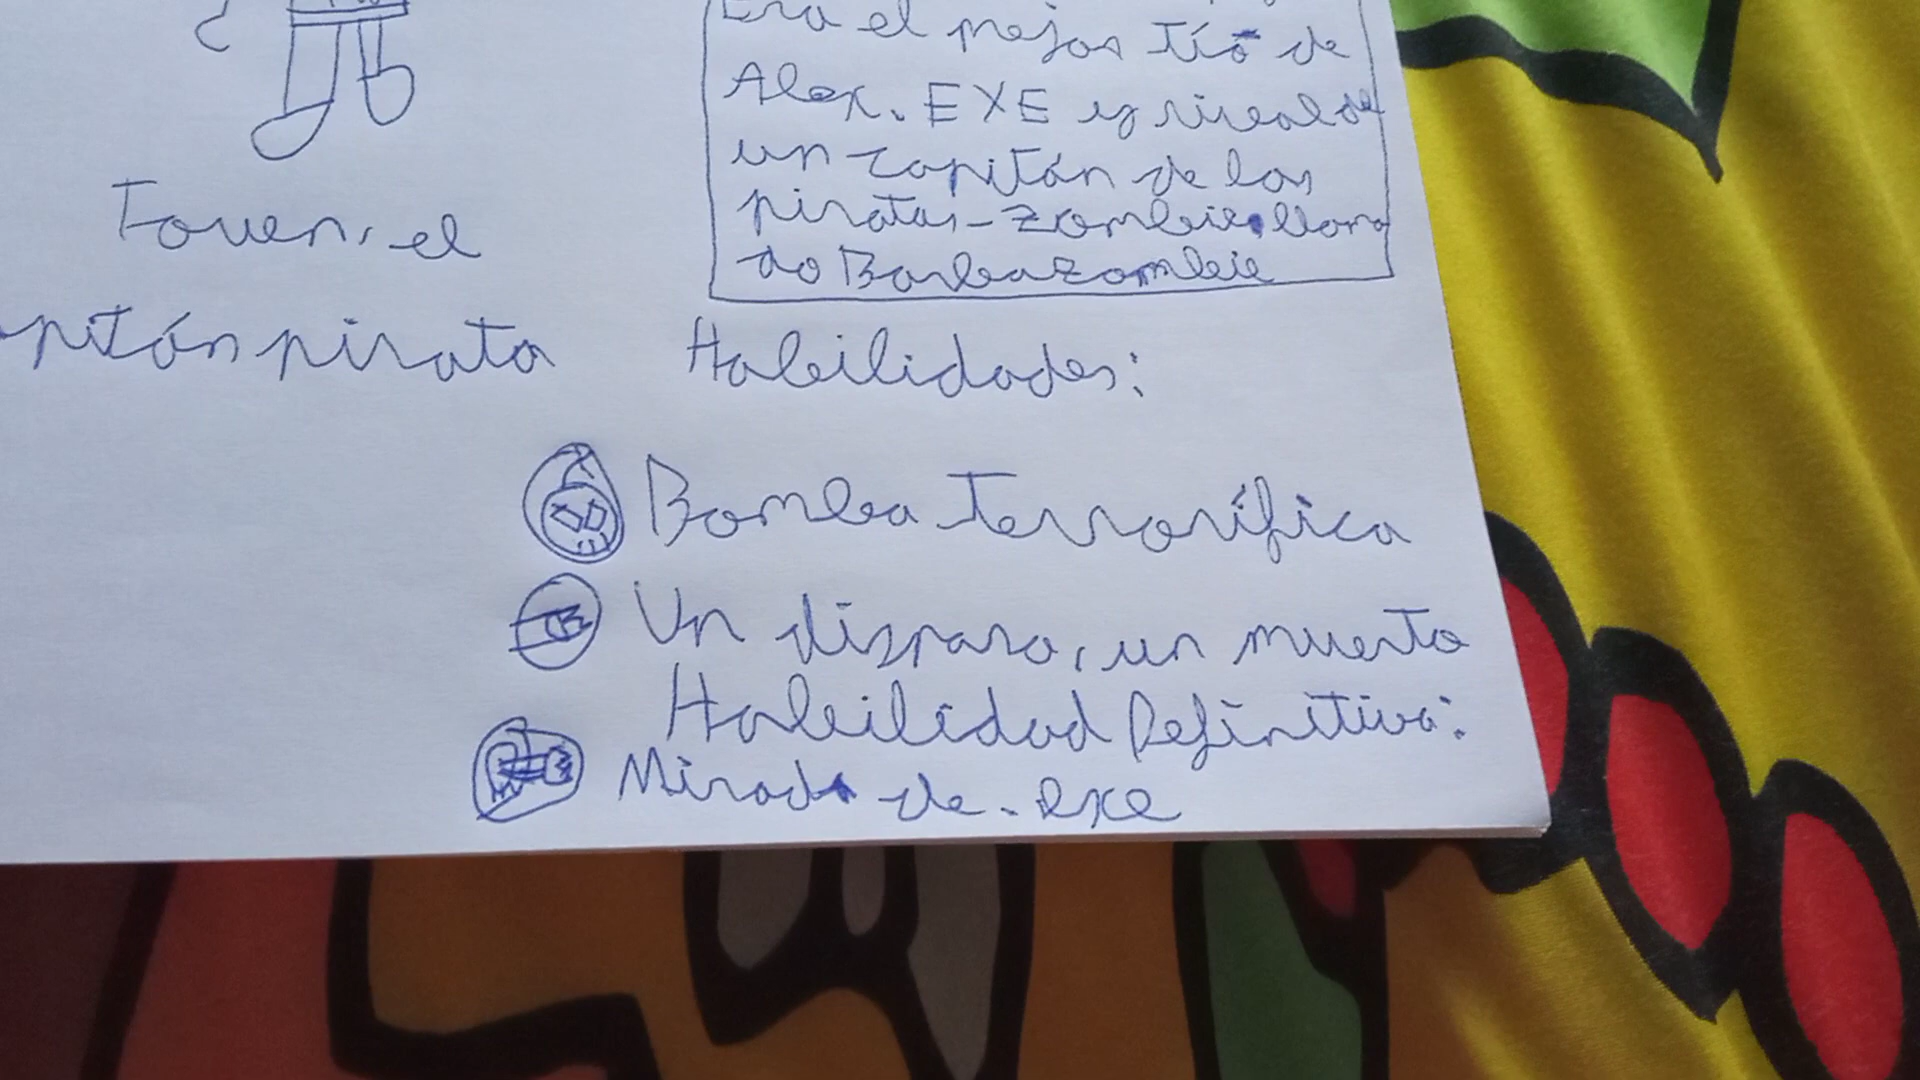 Era el mejor tío de
Alex.EXE y rival de
un capitán de los
piratas-zombie llama
do Barbazombie
Foven, el
capitán pirata
Habilidades:
Bomba Terrorífica
Un disparo, un muerto
Habilidad Definitiva:
Mirada de .exe